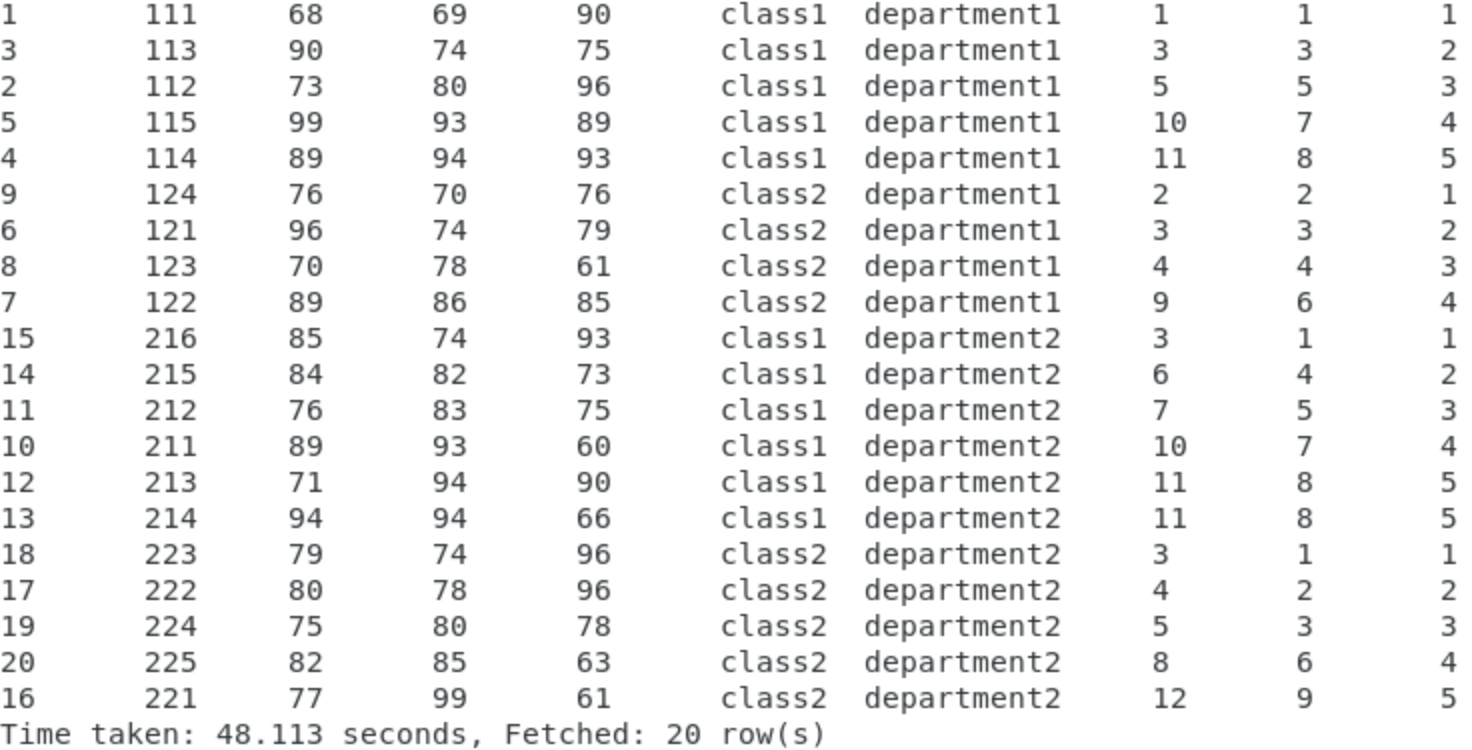 1 111 68 69 90 class1 department1 1 1 1
3 113 90 74 75 class1 department1 3 3 2
2 112 73 80 96 class1 department1 5 5 3
5 115 99 93 89 class1 department1 10 7 4
4 114 89 94 93 class1 department1 11 8 5
9 124 76 70 76 class2 department1 2 2 1
6 121 96 74 79 class2 department1 3 3 2
8 123 70 78 61 class2 department1 4 4 3
7 122 89 86 85 class2 department1 9 6 4
15 216 85 74 93 class1 department2 3 1 1
14 215 84 82 73 class1 department2 6 4 2
11 212 76 83 75 class1 department2 7 5 3
10 211 89 93 60 class1 department2 10 7 4
12 213 71 94 90 class1 department2 11 8 5
13 214 94 94 66 class1 department2 11 8 5
18 223 79 74 96 class2 department2 3 1 1
17 222 80 78 96 class2 department2 4 2 2
19 224 75 80 78 class2 department2 5 3 3
20 225 82 85 63 class2 department2 8 6 4
16 221 77 99 61 class2 department2 12 9 5
Time taken: 48.113 seconds, Fetched: 20 row(s)